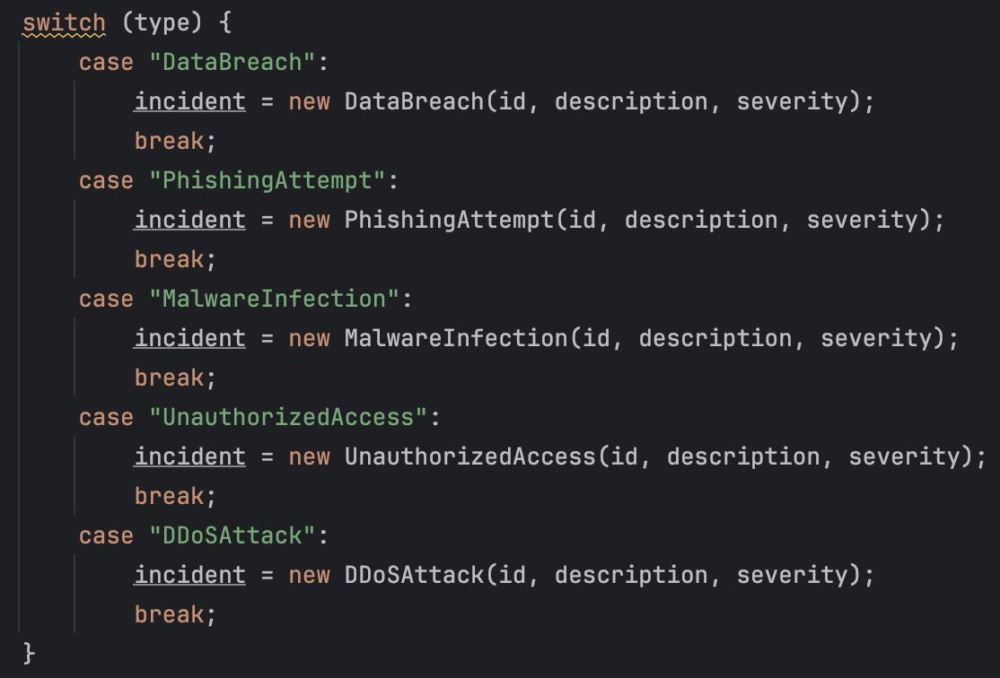 switch (type) {
case "DataBreach":
incident = new DataBreach(id, description, severity);
break;
case "PhishingAttempt":
incident = new PhishingAttempt(id, description, severity);
break;
case "MalwareInfection":
incident = new MalwareInfection(id, description, severity);
break;
case "UnauthorizedAccess":
incident = new UnauthorizedAccess(id, description, severity);
break;
case "DDoSAttack":
incident = new DDoSAttack(id, description, severity);
break;
}